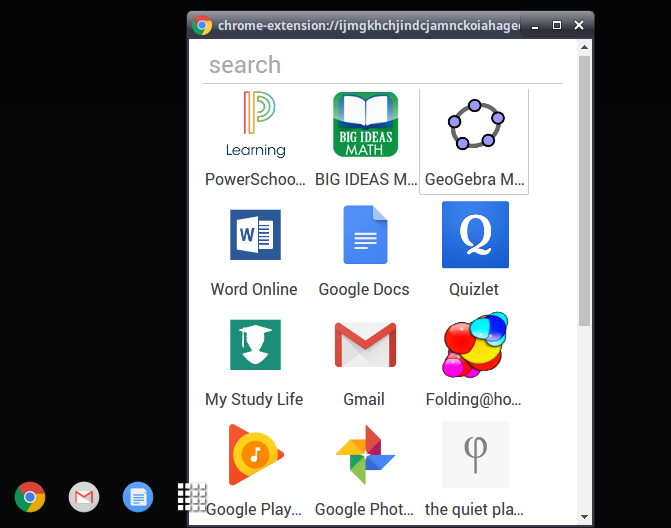 chrome-extension://ijmgkhchjindcjamnckoiahage
search
Learning
BIG IDEAS
MATH
PowerSchoo...
BIG IDEAS M...
GeoGebra M...
W
Q
Word Online
Google Docs
Quizlet
My Study Life
Gmail
Folding@ho...
φ
Google Play...
Google Phot...
the quiet pla...